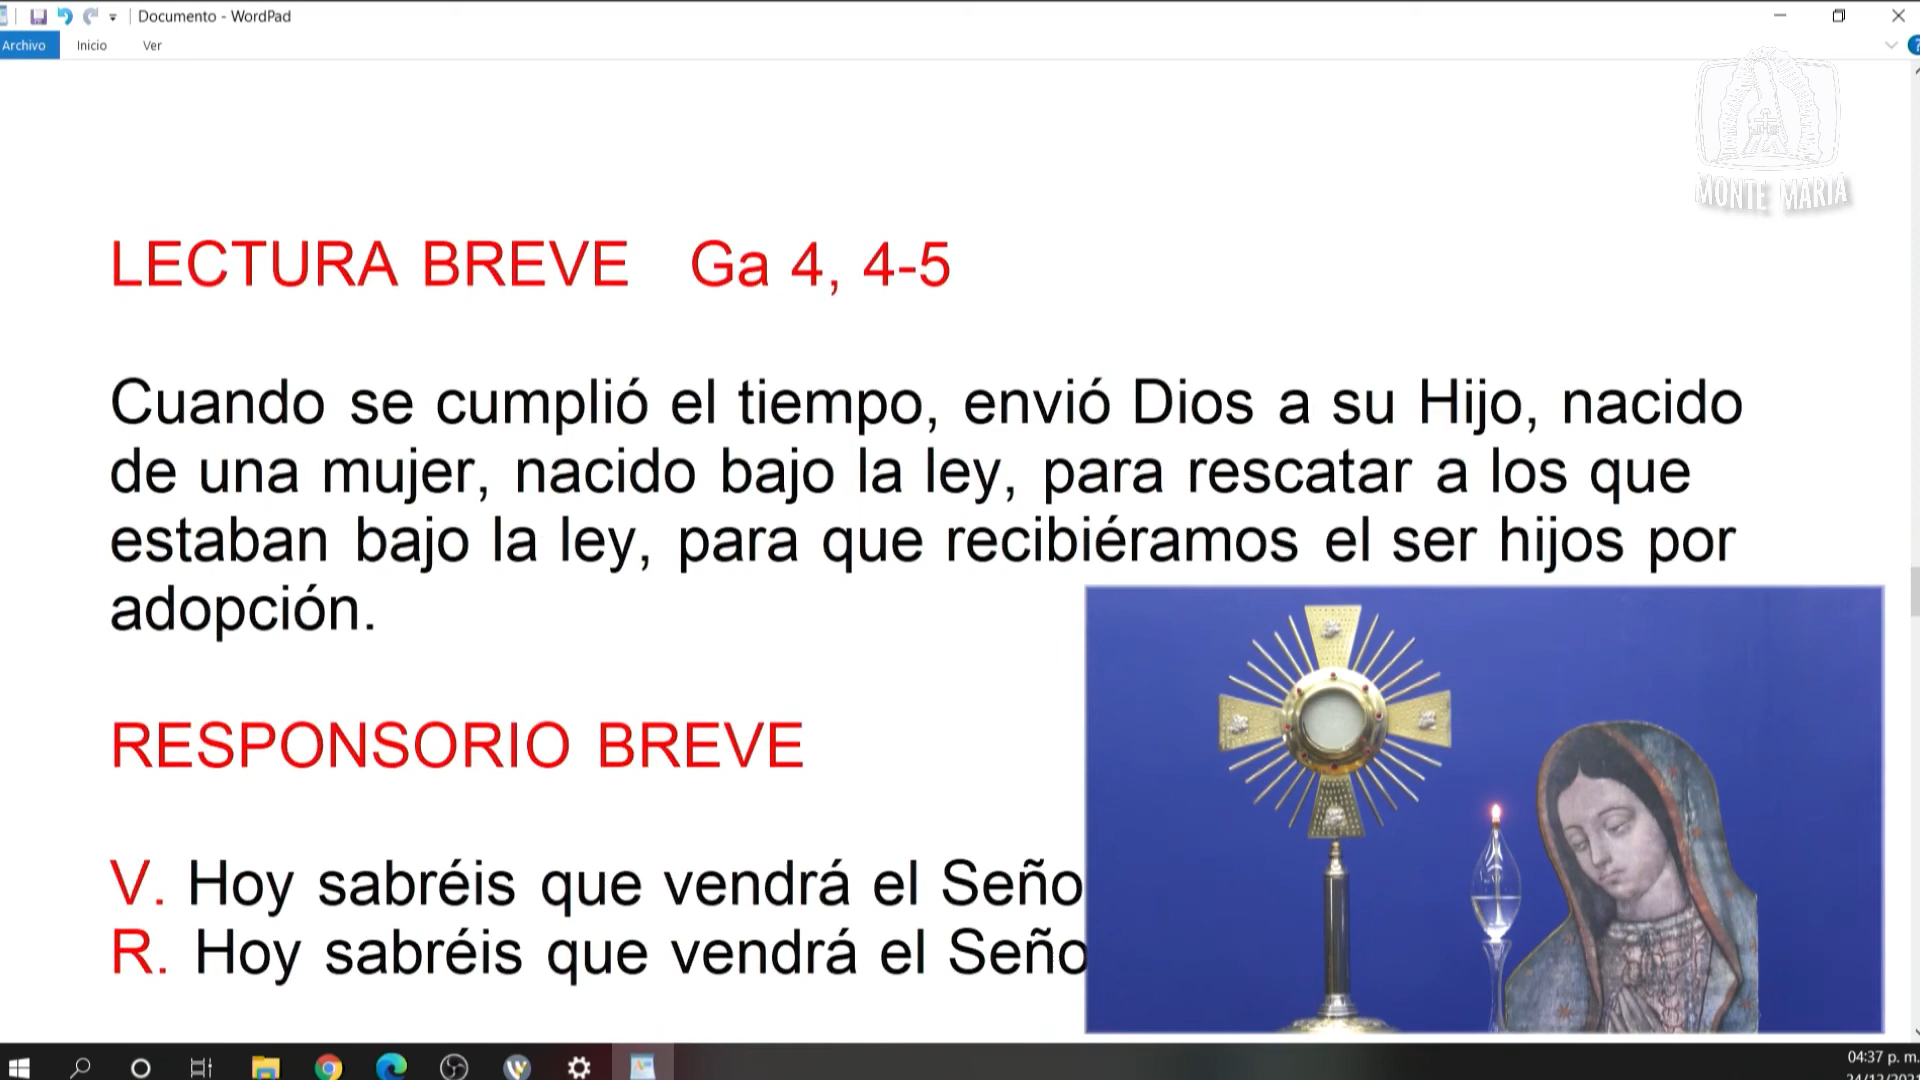 Documento - WordPad
Archivo Inicio Ver
MONTE MARIA
LECTURA BREVE Ga 4, 4-5
Cuando se cumplió el tiempo, envió Dios a su Hijo, nacido
de una mujer, nacido bajo la ley, para rescatar a los que
estaban bajo la ley, para que recibiéramos el ser hijos por
adopción.
RESPONSORIO BREVE
V. Hoy sabréis que vendrá el Seño
R. Hoy sabréis que vendrá el Seño
04:37 p. m.